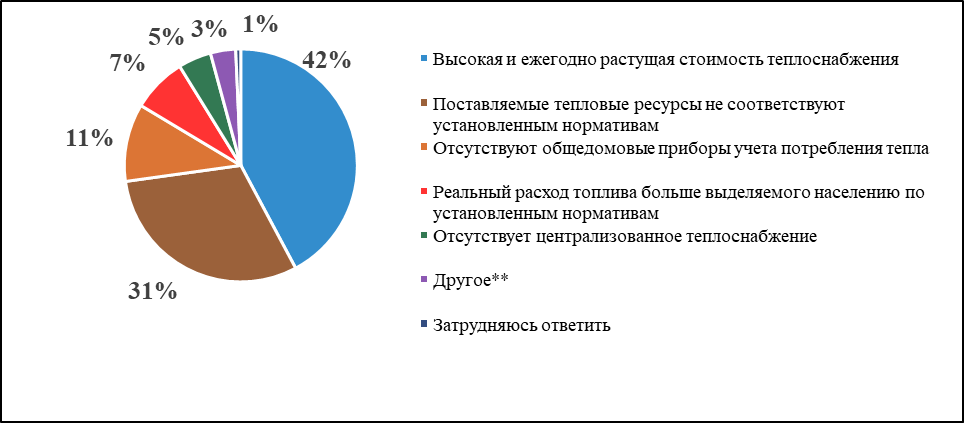 1%
3%
5%
7%
42%
11%
31%
Высокая и ежегодно растущая стоимость теплоснабжения
Поставляемые тепловые ресурсы не соответствуют
установленным нормативам
Отсутствуют общедомовые приборы учета потребления тепла
Реальный расход топлива больше выделяемого населению по
установленным нормативам
Отсутствует централизованное теплоснабжение
Другое**
Затрудняюсь ответить